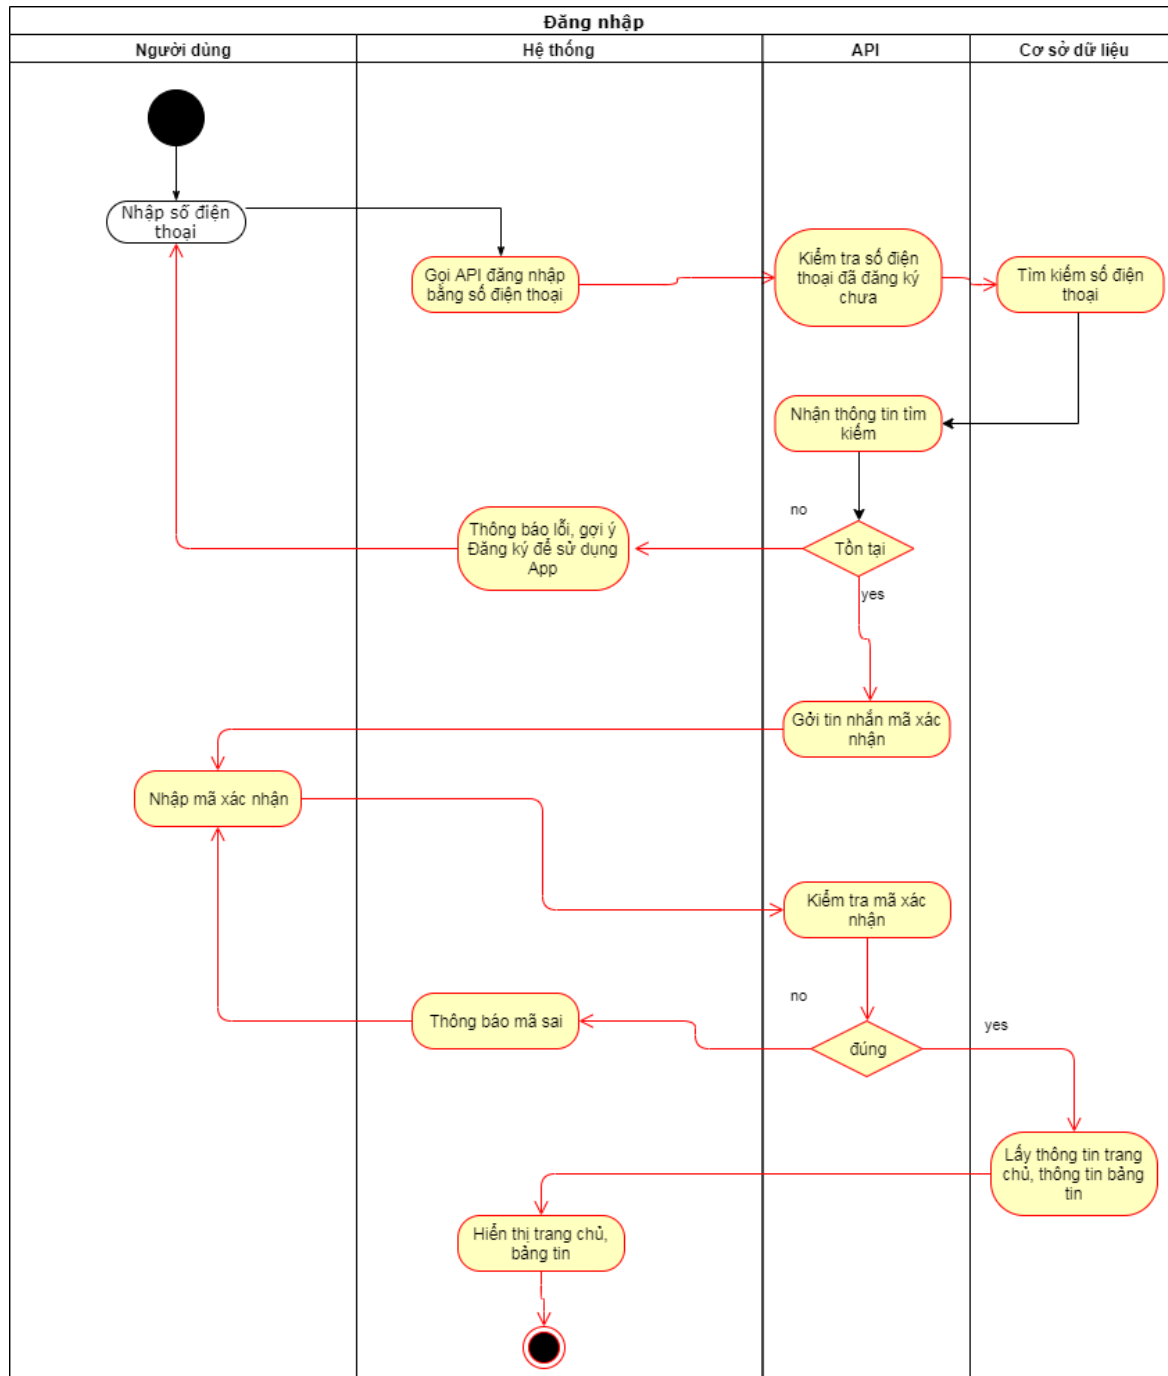 Đăng nhập
Người dùng
Hệ thống
API
Cơ sở dữ liệu
Nhập số điện
thoại
Gọi API đăng nhập
bằng số điện thoại
Kiểm tra số điện
thoại đã đăng ký
chưa
Tìm kiếm số điện
thoại
Nhận thông tin tìm
kiếm
no
Thông báo lỗi, gợi ý
Đăng ký để sử dụng
App
Tồn tại
yes
Gởi tin nhắn mã xác
nhận
Nhập mã xác nhận
Kiểm tra mã xác
nhận
no
Thông báo mã sai
đúng
yes
Lấy thông tin trang
chủ, thông tin bảng
tin
Hiển thị trang chủ,
bảng tin